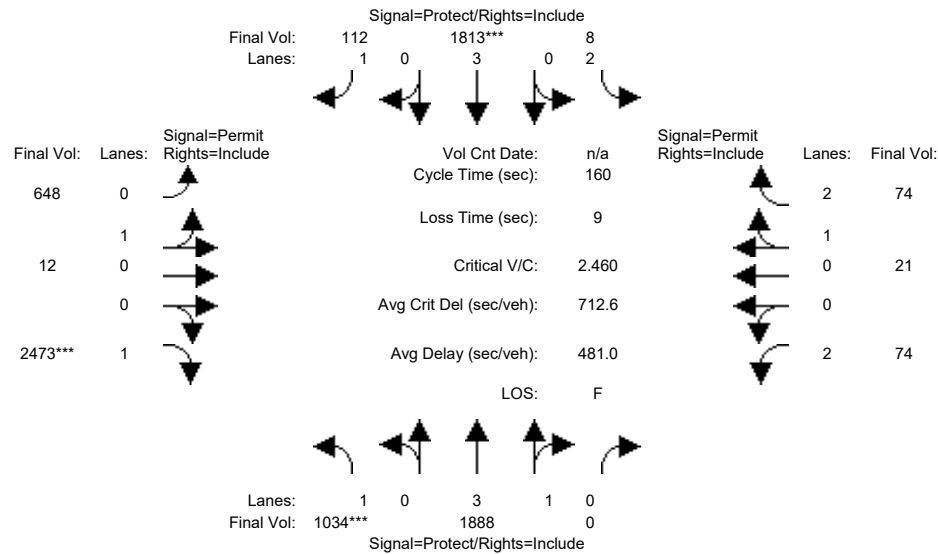 Signal=Protect/Rights=Include
Final Vol: 112 1813*** 8
Lanes: 1 0 3 0 2
Signal=Permit Signal=Permit
Final Vol: Lanes: Rights=Include Vol Cnt Date: n/a Rights=Include Lanes: Final Vol:
Cycle Time (sec): 160
648 0 2 74
Loss Time (sec): 9
1 1
12 0 Critical V/C: 2.460 0 21
0 Avg Crit Del (sec/veh): 712.6 0
2473*** 1 Avg Delay (sec/veh): 481.0 2 74
LOS: F
Lanes: 1 0 3 1 0
Final Vol: 1034*** 1888 0
Signal=Protect/Rights=Include